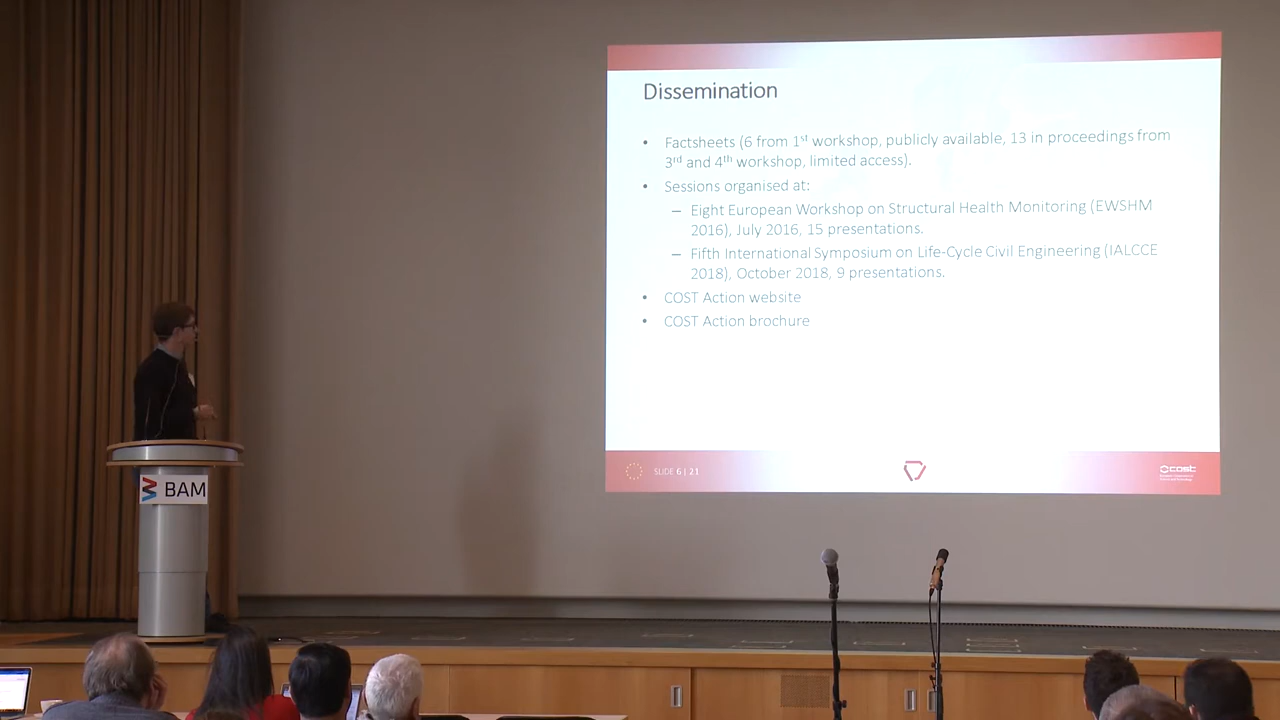 Dissemination
• Factsheets (6 from 1st workshop, publicly available, 13 in proceedings from
3rd and 4th workshop, limited access).
• Sessions organised at:
– Eight European Workshop on Structural Health Monitoring (EWSHM
2016), July 2016, 15 presentations.
– Fifth International Symposium on Life-Cycle Civil Engineering (IALCCE
2018), October 2018, 9 presentations.
• COST Action website
• COST Action brochure
SLIDE 6 | 21
cost
BAM